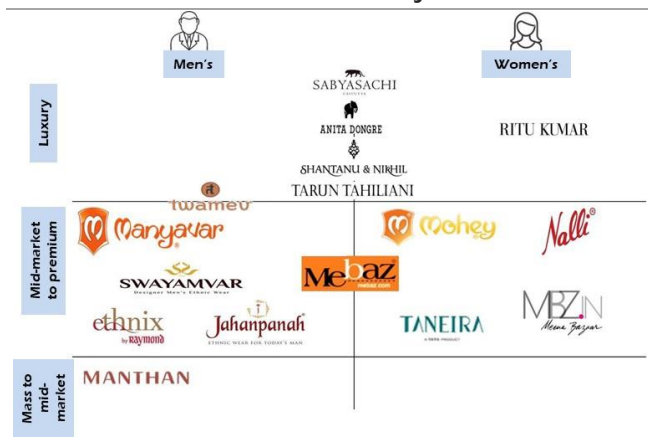 Men's
Women's
Luxury
SABYASACHI
CALCUTTA
ANITA DONGRE
RITU KUMAR
SHANTANU & NIKHIL
TARUN TAHILIANI
Twamev
Mid-market
to premium
Manyavar®
Mohey
Nalli®
SWAYAMVAR
Designer Men's Ethnic Wear
Mebaz®
mebaz.com
ethnix
by Raymond
Jahanpanah
ETHNIC WEAR FOR TODAY'S MAN
TANEIRA
A TATA PRODUCT
MBZ.IN
Meena Bazaar
Mass to
mid-
market
MANTHAN